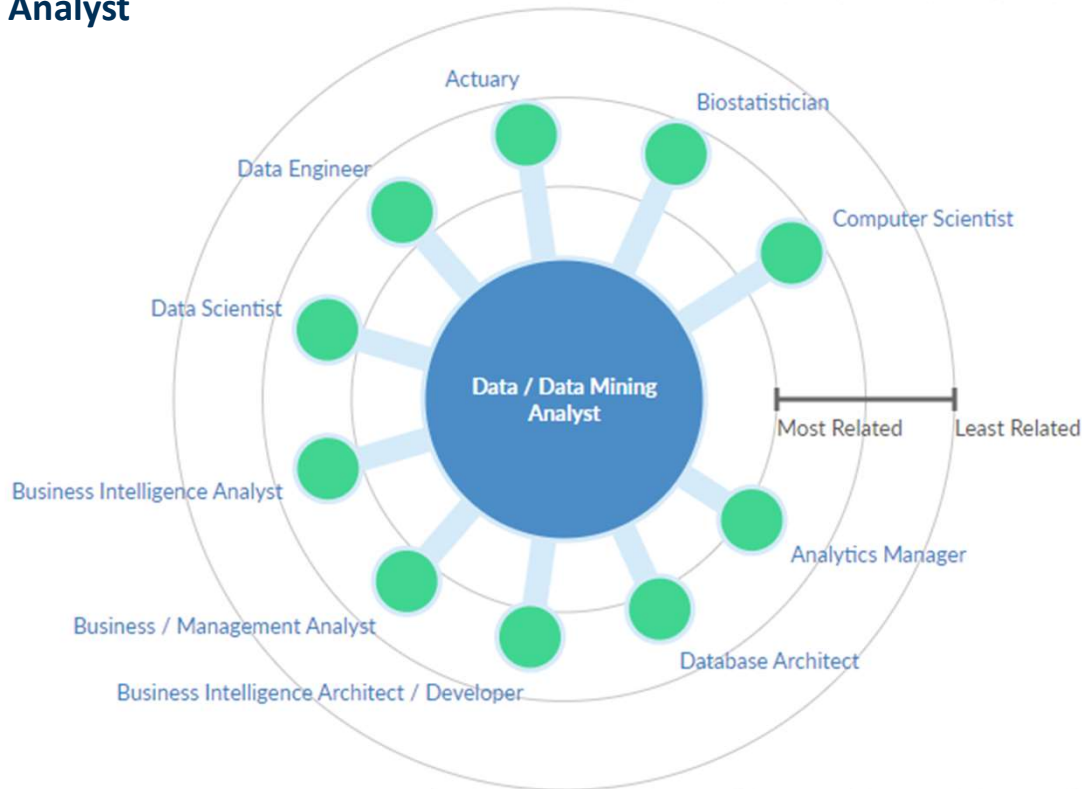 Analyst
Actuary
Biostatistician
Data Engineer
Computer Scientist
Data Scientist
Data / Data Mining
Analyst
Most Related
Least Related
Business Intelligence Analyst
Analytics Manager
Business / Management Analyst
Database Architect
Business Intelligence Architect / Developer